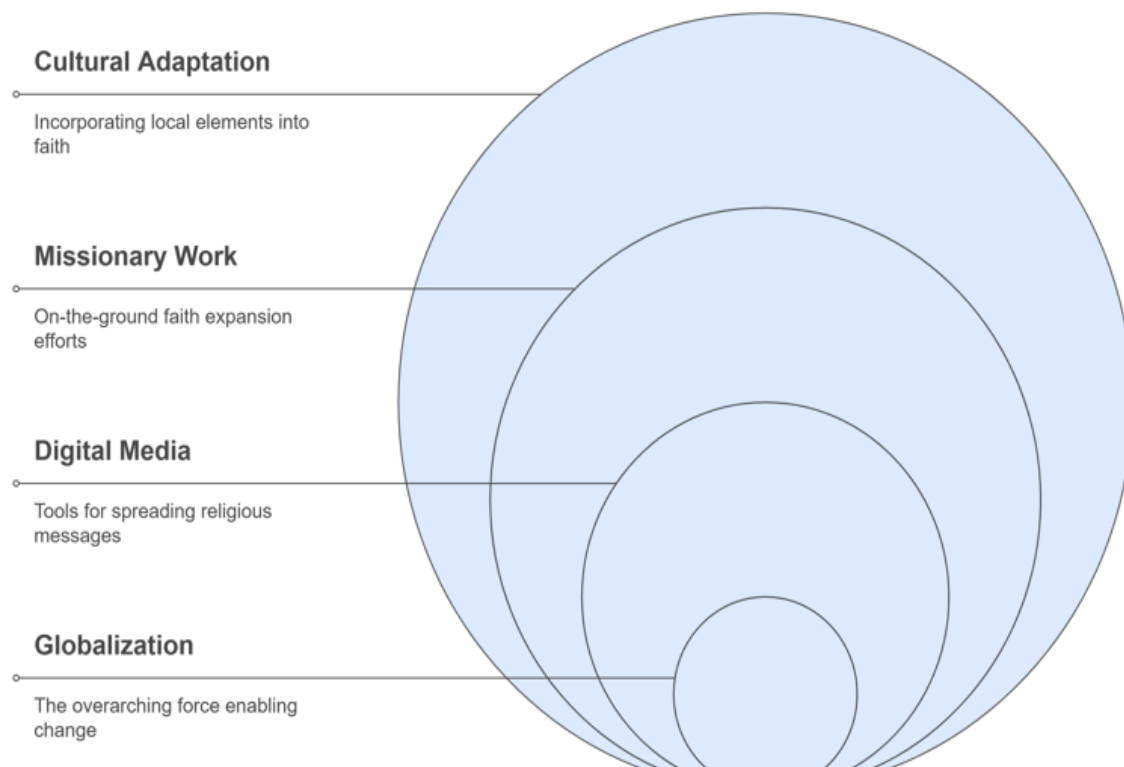 Cultural Adaptation
Incorporating local elements into
faith
Missionary Work
On-the-ground faith expansion
efforts
Digital Media
Tools for spreading religious
messages
Globalization
The overarching force enabling
change